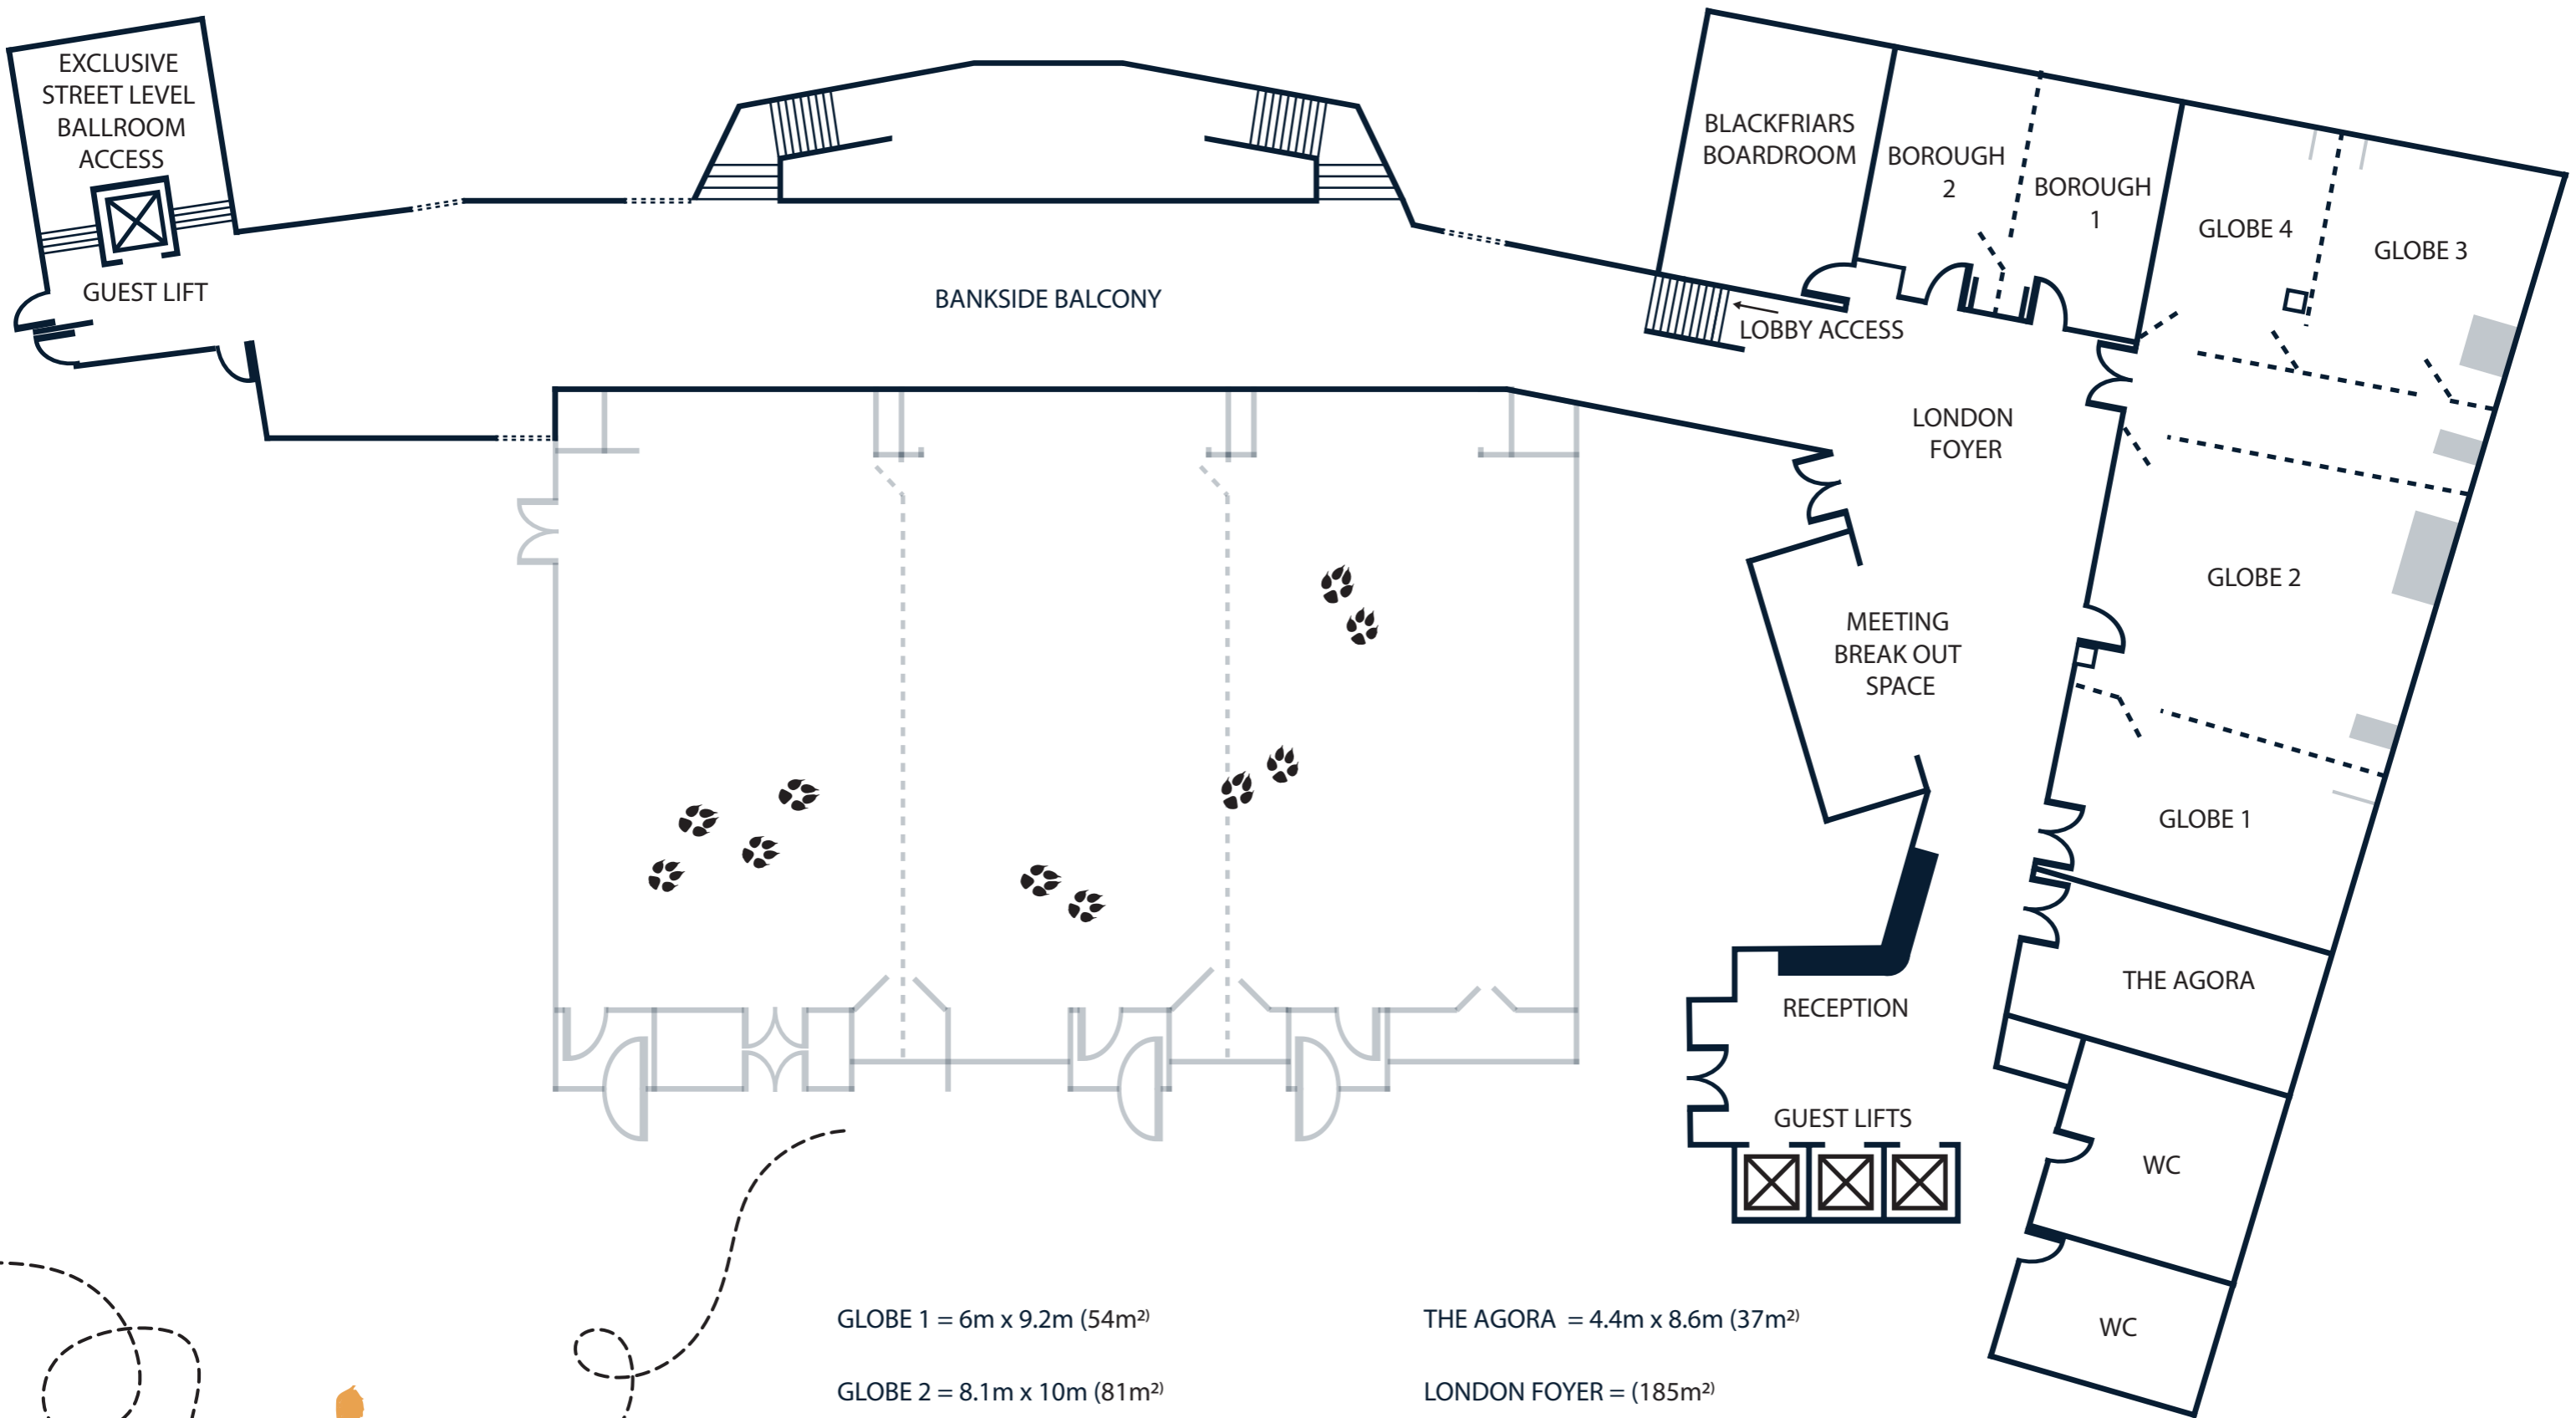 EXCLUSIVE
STREET LEVEL
BALLROOM
ACCESS
GUEST LIFT
BANKSIDE BALCONY
BLACKFRIARS
BOARDROOM
BOROUGH
2
BOROUGH
1
GLOBE 4
GLOBE 3
LOBBY ACCESS
LONDON
FOYER
GLOBE 2
MEETING
BREAK OUT
SPACE
GLOBE 1
THE AGORA
RECEPTION
GUEST LIFTS
WC
WC
GLOBE 1 = 6m x 9.2m (54m²)
THE AGORA = 4.4m x 8.6m (37m²)
GLOBE 2 = 8.1m x 10m (81m²)
LONDON FOYER = (185m²)